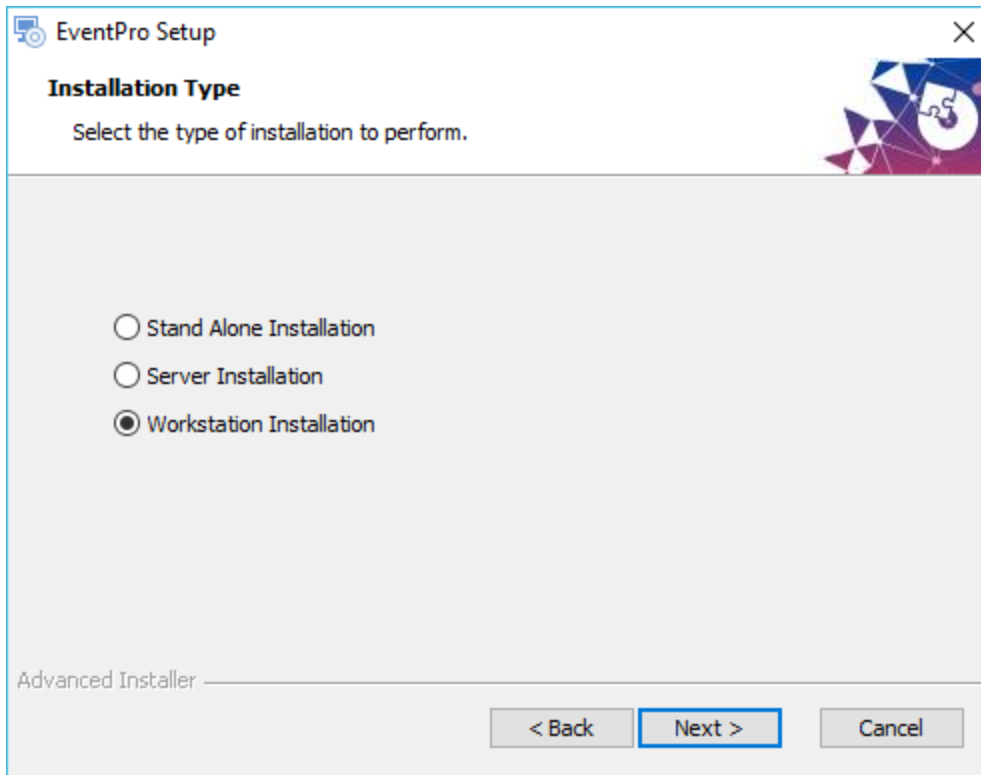 EventPro Setup
Installation Type
Select the type of installation to perform.
Stand Alone Installation
Server Installation
Workstation Installation
Advanced Installer
< Back Next > Cancel